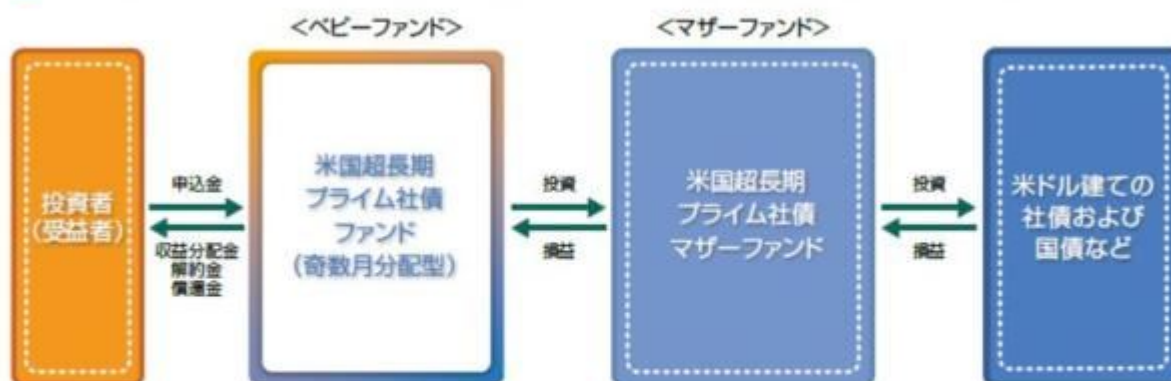 <ベビーファンド>
<マザーファンド>
投資者
(受益者)
申込金
収益分配金
解約金
償還金
米国超長期
プライム社債
ファンド
(奇数月分配型)
投資
損益
米国超長期
プライム社債
マザーファンド
投資
損益
米ドル建ての
社債および
国債など